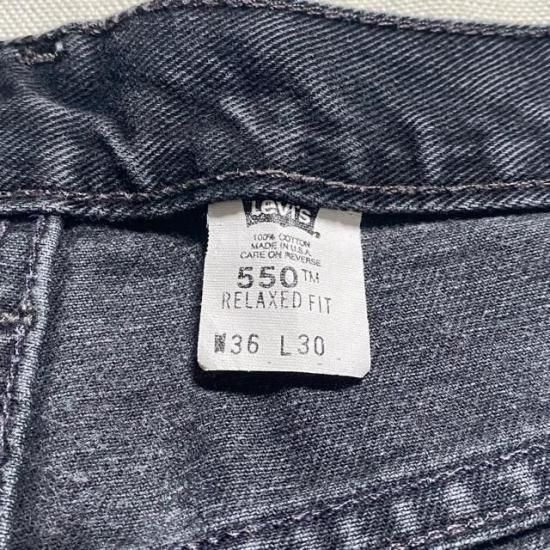 Levi's
100% COTTON
MADE IN U.S.A.
CARE ON REVERSE
550™
RELAXED FIT
W36 L30